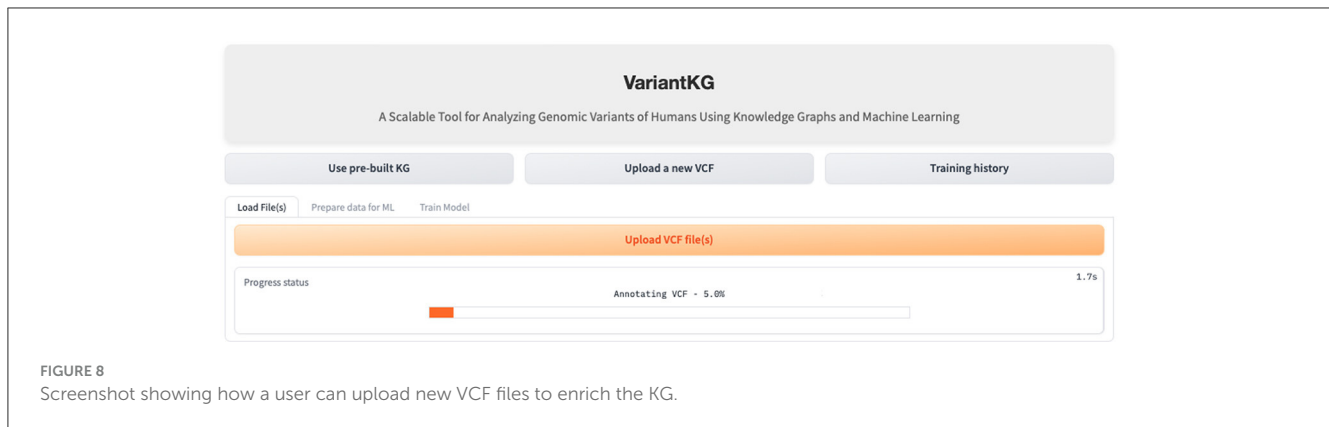 VariantKG
A Scalable Tool for Analyzing Genomic Variants of Humans Using Knowledge Graphs and Machine Learning
Use pre-built KG
Upload a new VCF
Training history
Load File(s)
Prepare data for ML
Train Model
Upload VCF file(s)
Progress status
1.7s
Annotating VCF - 5.0%
FIGURE 8
Screenshot showing how a user can upload new VCF files to enrich the KG.